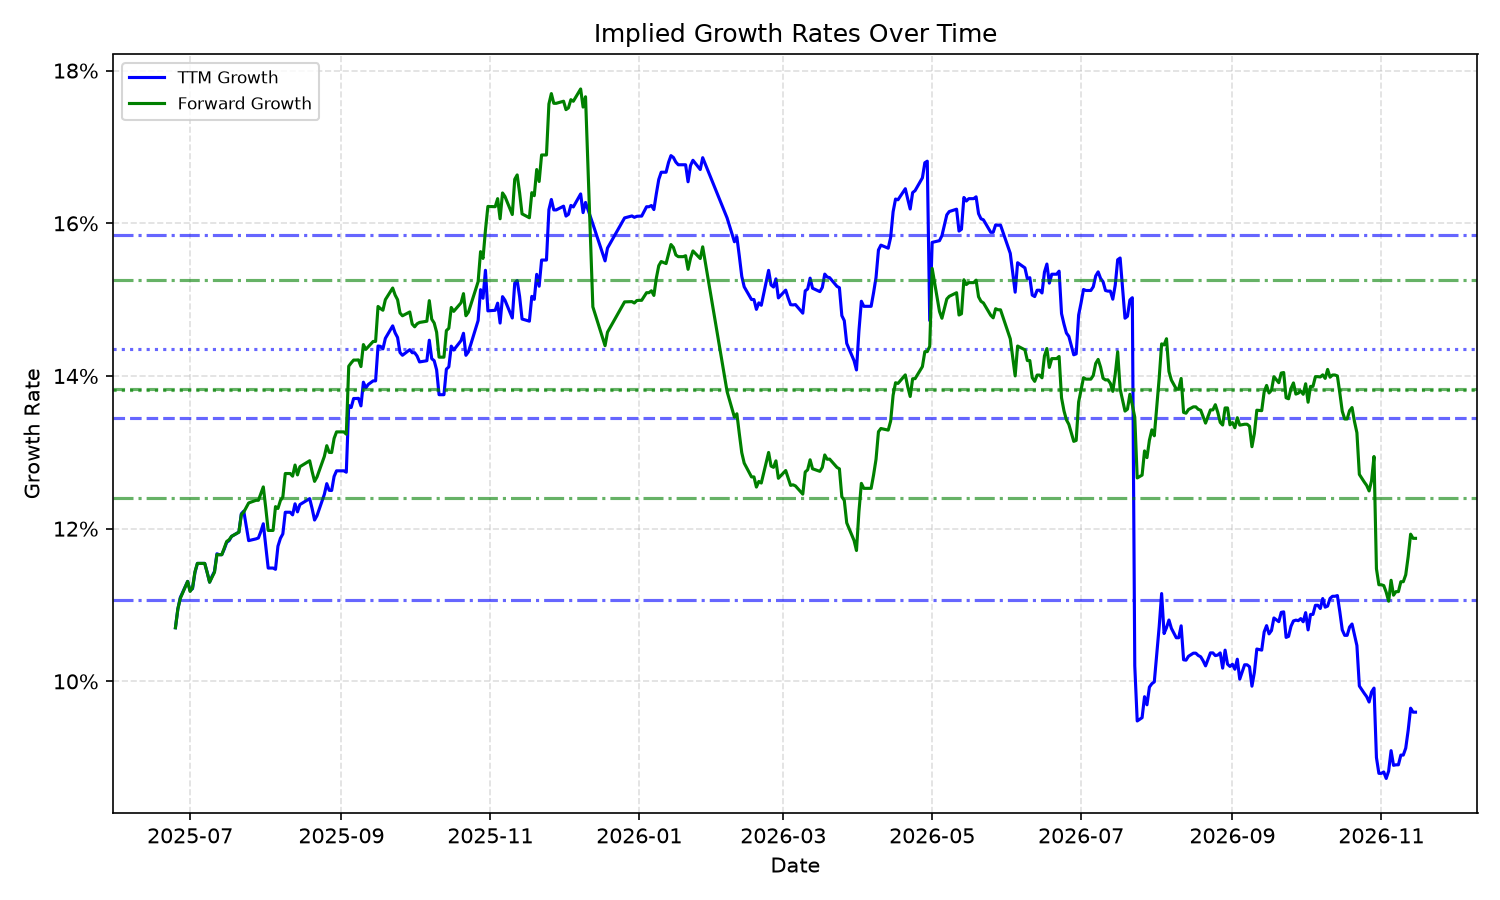 Implied Growth Rates Over Time
TTM Growth
Forward Growth
18%
16%
14%
12%
10%
Growth Rate
2025-07
2025-09
2025-11
2026-01
2026-03
2026-05
2026-07
2026-09
2026-11
Date